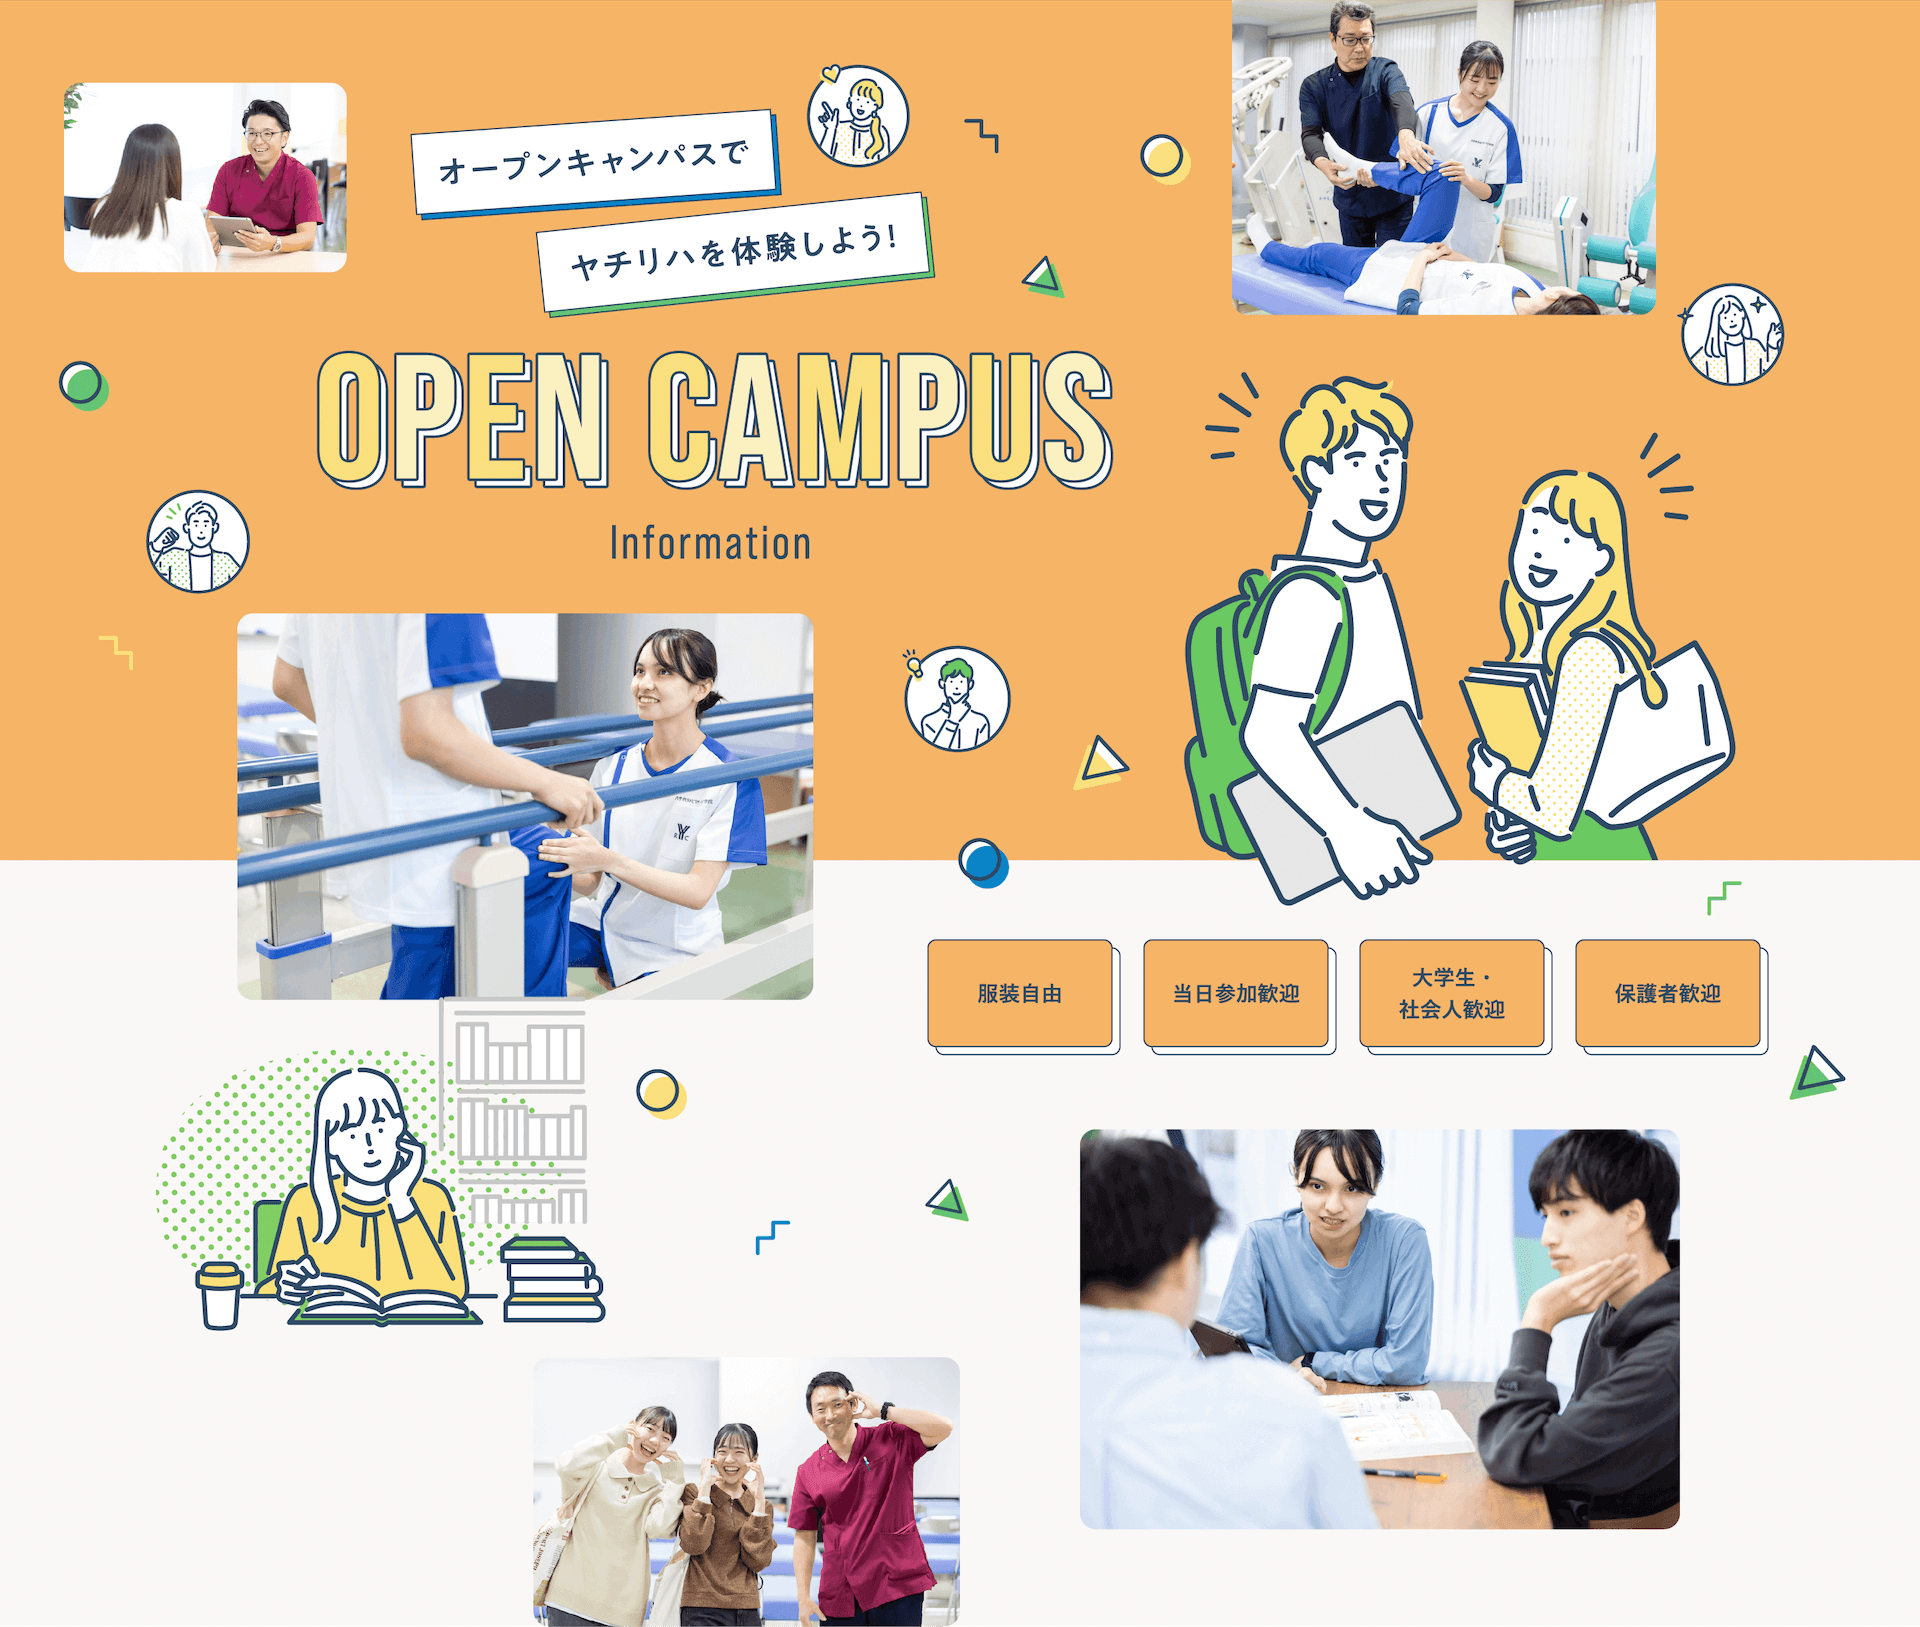 オープンキャンパスで
ヤチリハを体験しよう!
OPEN CAMPUS
Information
服装自由
当日参加歓迎
大学生・
社会人歓迎
保護者歓迎